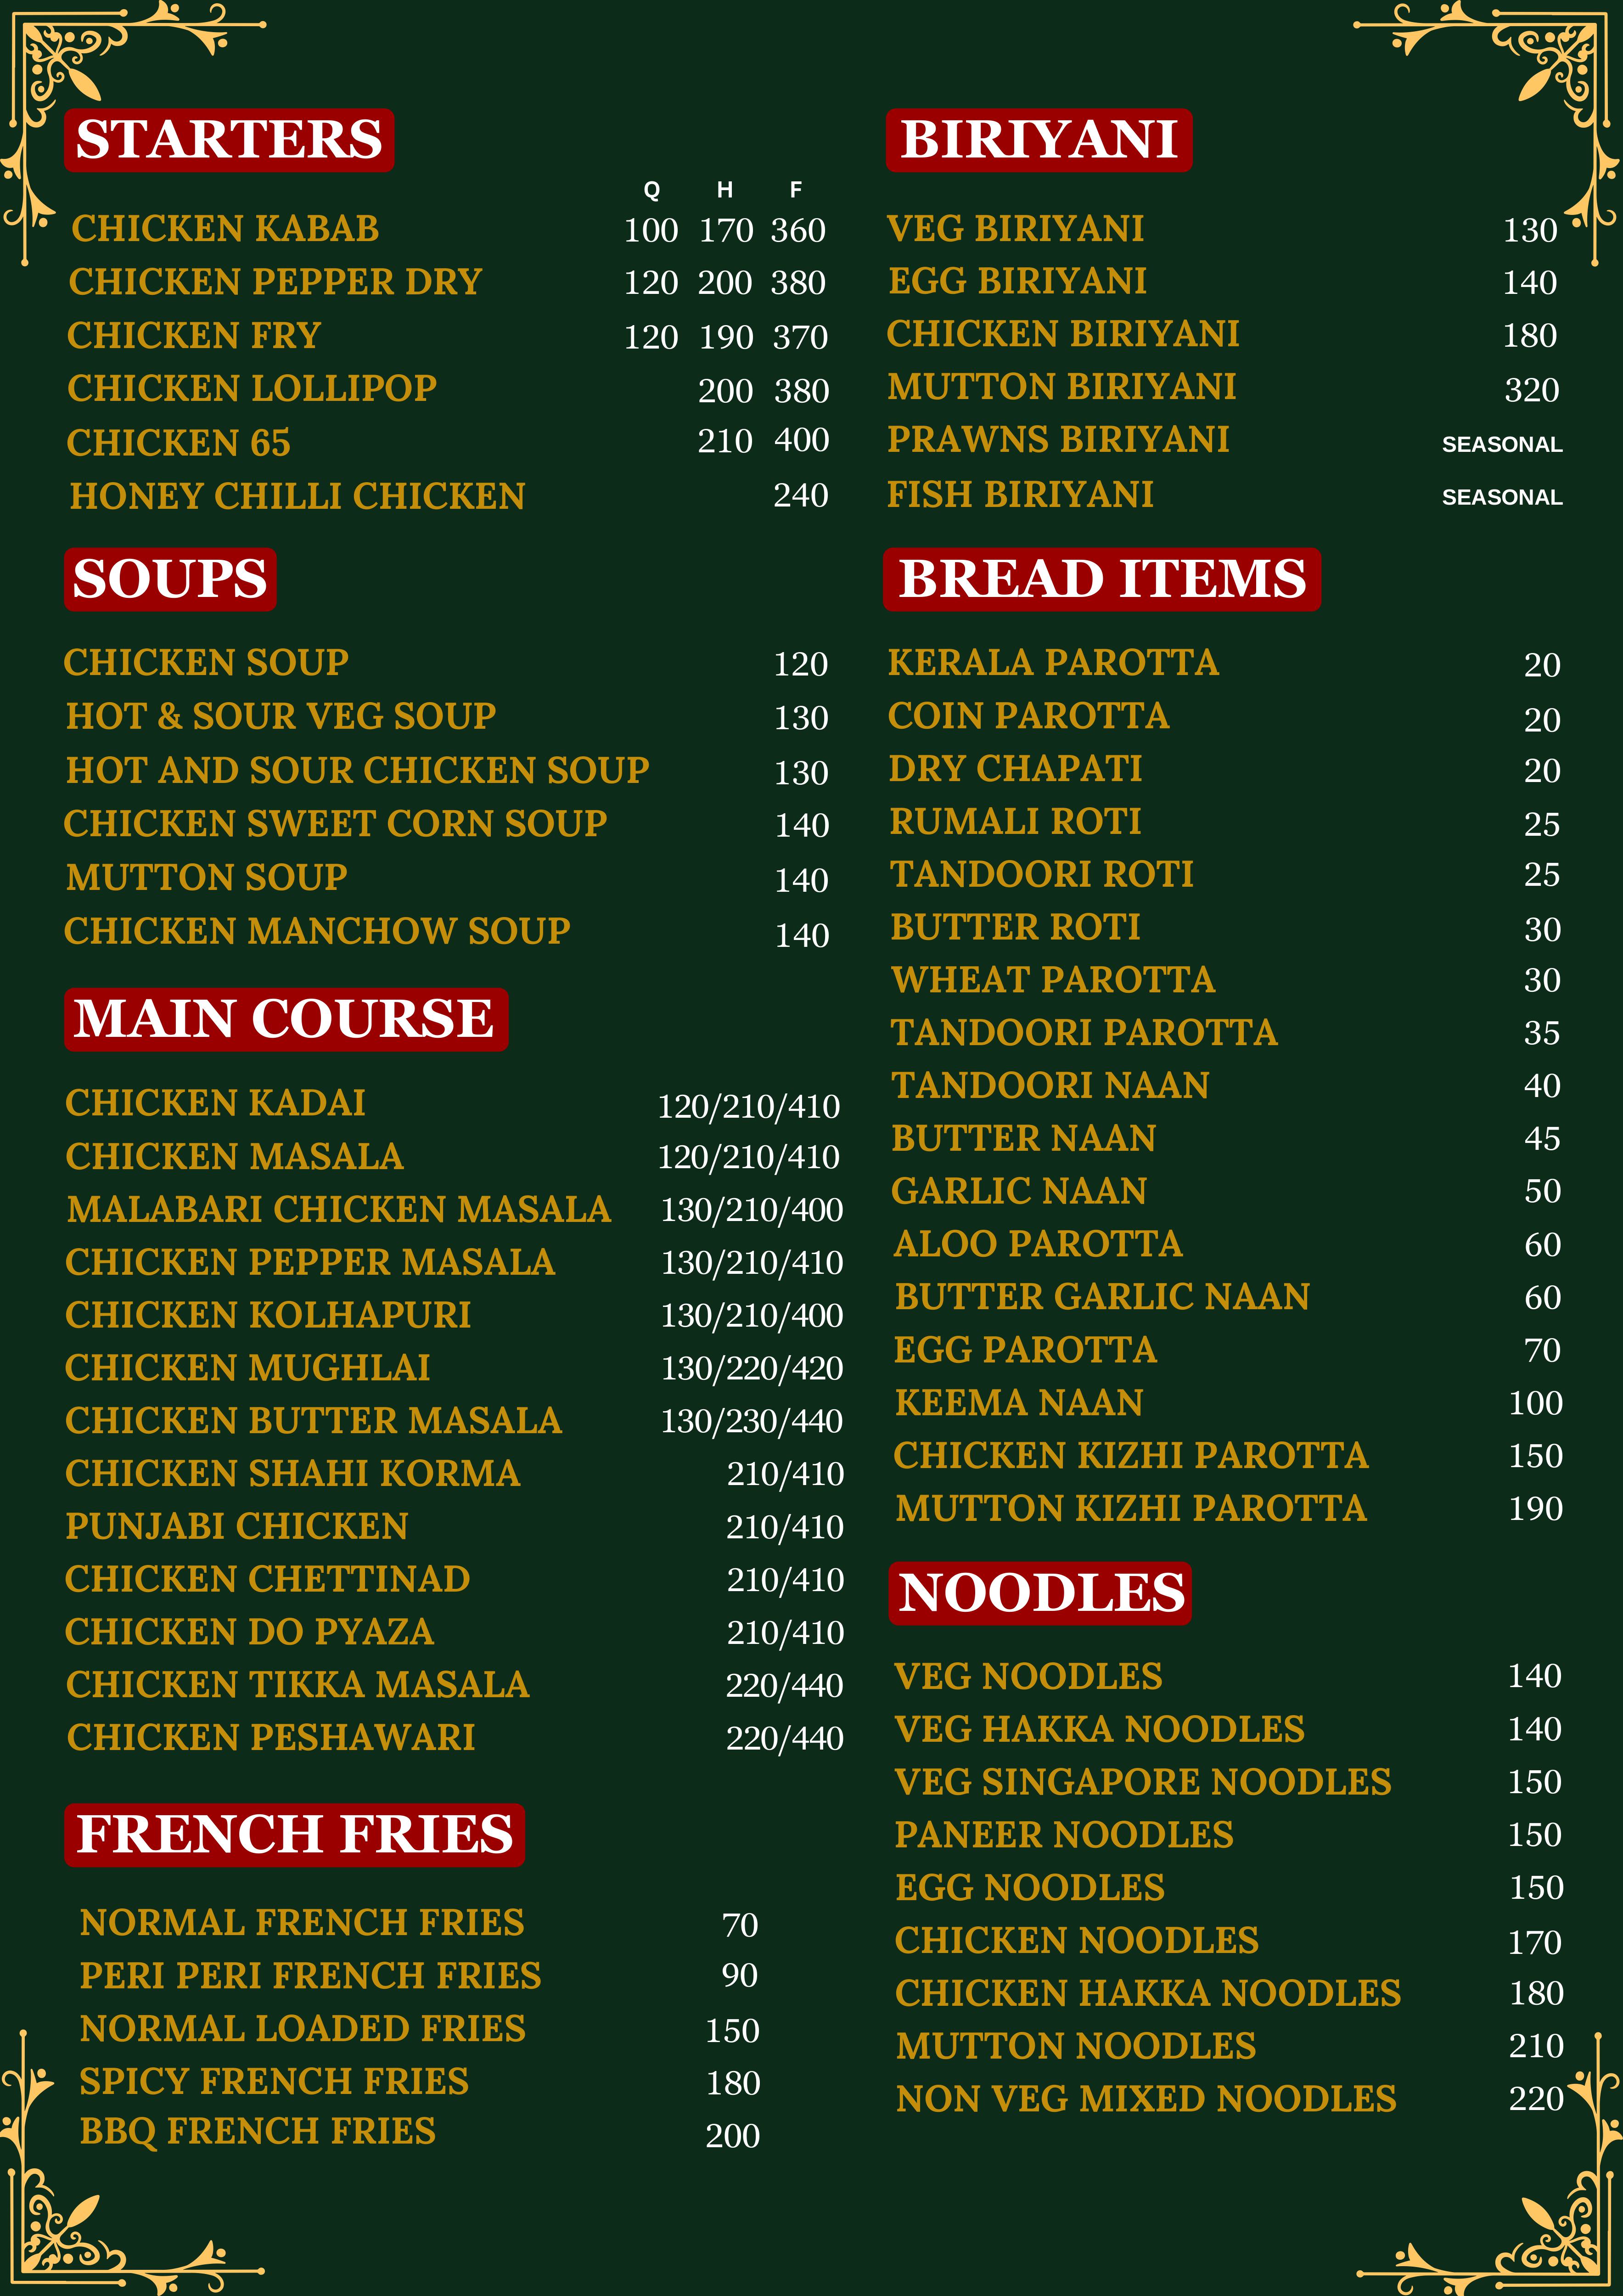 STARTERS
Q H F
CHICKEN KABAB 100 170 360
CHICKEN PEPPER DRY 120 200 380
CHICKEN FRY 120 190 370
CHICKEN LOLLIPOP 200 380
CHICKEN 65 210 400
HONEY CHILLI CHICKEN 240
SOUPS
CHICKEN SOUP 120
HOT & SOUR VEG SOUP 130
HOT AND SOUR CHICKEN SOUP 130
CHICKEN SWEET CORN SOUP 140
MUTTON SOUP 140
CHICKEN MANCHOW SOUP 140
MAIN COURSE
CHICKEN KADAI 120/210/410
CHICKEN MASALA 120/210/410
MALABARI CHICKEN MASALA 130/210/400
CHICKEN PEPPER MASALA 130/210/410
CHICKEN KOLHAPURI 130/210/400
CHICKEN MUGHLAI 130/220/420
CHICKEN BUTTER MASALA 130/230/440
CHICKEN SHAHI KORMA 210/410
PUNJABI CHICKEN 210/410
CHICKEN CHETTINAD 210/410
CHICKEN DO PYAZA 210/410
CHICKEN TIKKA MASALA 220/440
CHICKEN PESHAWARI 220/440
FRENCH FRIES
NORMAL FRENCH FRIES 70
PERI PERI FRENCH FRIES 90
NORMAL LOADED FRIES 150
SPICY FRENCH FRIES 180
BBQ FRENCH FRIES 200
BIRIYANI
VEG BIRIYANI 130
EGG BIRIYANI 140
CHICKEN BIRIYANI 180
MUTTON BIRIYANI 320
PRAWNS BIRIYANI SEASONAL
FISH BIRIYANI SEASONAL
BREAD ITEMS
KERALA PAROTTA 20
COIN PAROTTA 20
DRY CHAPATI 20
RUMALI ROTI 25
TANDOORI ROTI 25
BUTTER ROTI 30
WHEAT PAROTTA 30
TANDOORI PAROTTA 35
TANDOORI NAAN 40
BUTTER NAAN 45
GARLIC NAAN 50
ALOO PAROTTA 60
BUTTER GARLIC NAAN 60
EGG PAROTTA 70
KEEMA NAAN 100
CHICKEN KIZHI PAROTTA 150
MUTTON KIZHI PAROTTA 190
NOODLES
VEG NOODLES 140
VEG HAKKA NOODLES 140
VEG SINGAPORE NOODLES 150
PANEER NOODLES 150
EGG NOODLES 150
CHICKEN NOODLES 170
CHICKEN HAKKA NOODLES 180
MUTTON NOODLES 210
NON VEG MIXED NOODLES 220